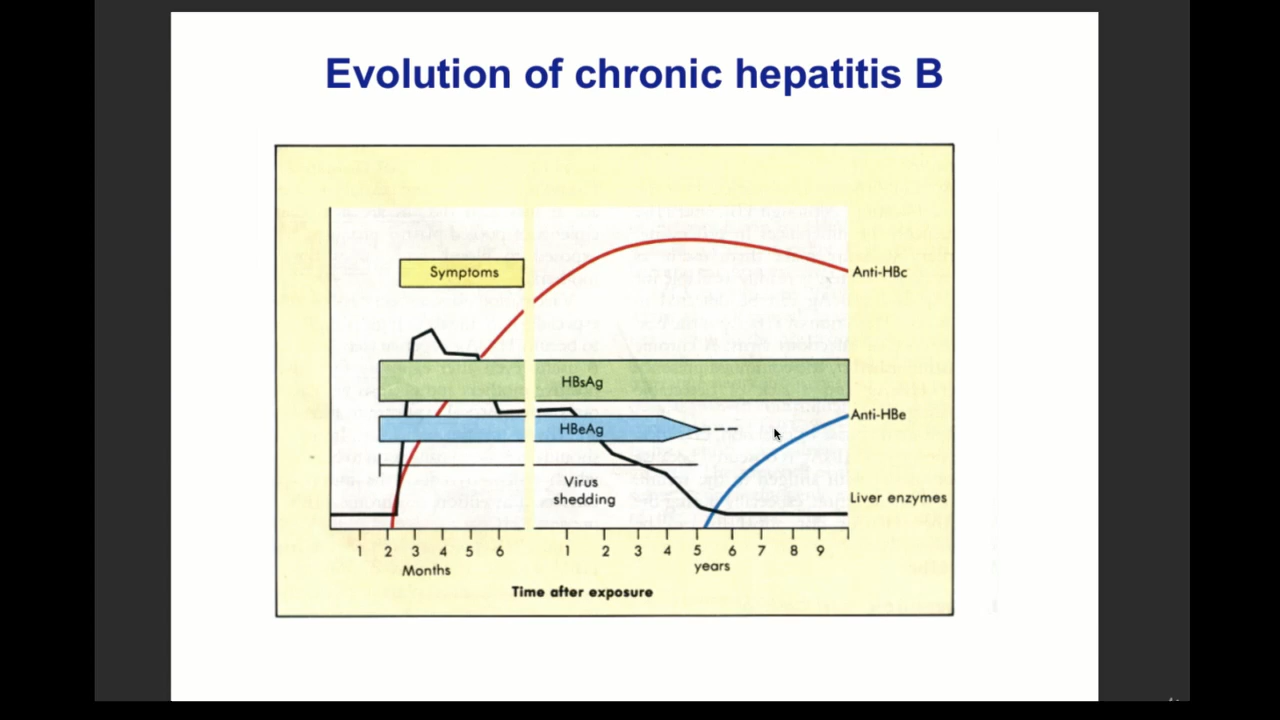 Evolution of chronic hepatitis B
Symptoms
Anti-HBc
HBsAg
Anti-HBe
HBeAg
Virus
shedding
Liver enzymes
1 2 3 4 5 6 1 2 3 4 5 6 7 8 9
Months years
Time after exposure